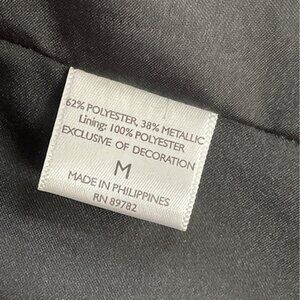 62% POLYESTER, 38% METALLIC
Lining: 100% POLYESTER
EXCLUSIVE OF DECORATION
M
MADE IN PHILIPPINES
RN 89782